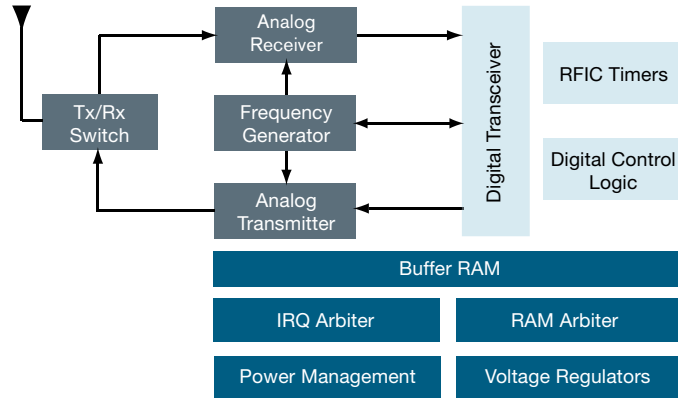 Analog
Receiver
Tx/Rx
Switch
Frequency
Generator
Analog
Transmitter
Digital Transceiver
RFIC Timers
Digital Control
Logic
Buffer RAM
IRQ Arbiter
RAM Arbiter
Power Management
Voltage Regulators